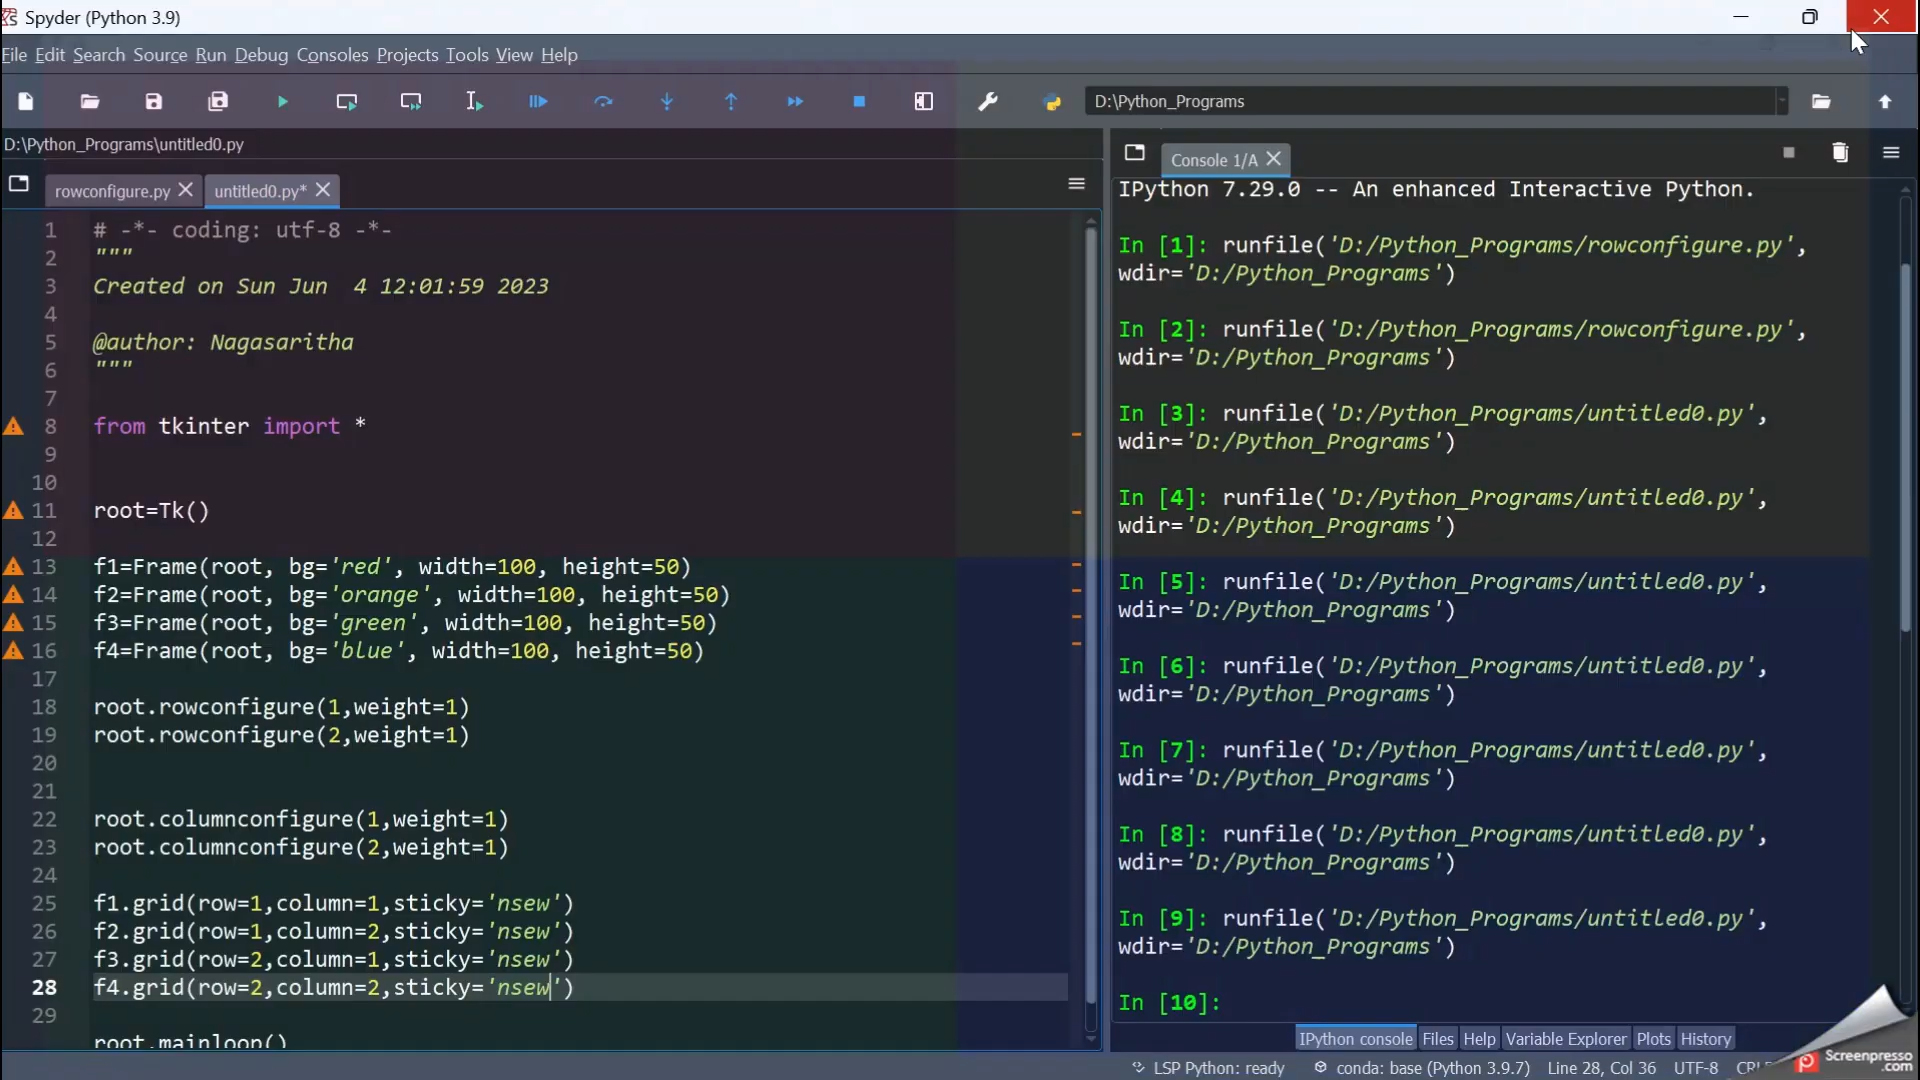 Spyder (Python 3.9)
File Edit Search Source Run Debug Consoles Projects Tools View Help
D:\Python_Programs
D:\Python_Programs\untitled0.py
rowconfigure.py
untitled0.py*
1 # -*- coding: utf-8 -*-
2 """
3 Created on Sun Jun  4 12:01:59 2023
4
5 @author: Nagasaritha
6 """
7
8 from tkinter import *
9
10
11 root=Tk()
12
13 f1=Frame(root, bg='red', width=100, height=50)
14 f2=Frame(root, bg='orange', width=100, height=50)
15 f3=Frame(root, bg='green', width=100, height=50)
16 f4=Frame(root, bg='blue', width=100, height=50)
17
18 root.rowconfigure(1,weight=1)
19 root.rowconfigure(2,weight=1)
20
21
22 root.columnconfigure(1,weight=1)
23 root.columnconfigure(2,weight=1)
24
25 f1.grid(row=1,column=1,sticky='nsew')
26 f2.grid(row=1,column=2,sticky='nsew')
27 f3.grid(row=2,column=1,sticky='nsew')
28 f4.grid(row=2,column=2,sticky='nsew')
29
root.mainloop()
Console 1/A
IPython 7.29.0 -- An enhanced Interactive Python.
In [1]: runfile('D:/Python_Programs/rowconfigure.py',
wdir='D:/Python_Programs')
In [2]: runfile('D:/Python_Programs/rowconfigure.py',
wdir='D:/Python_Programs')
In [3]: runfile('D:/Python_Programs/untitled0.py',
wdir='D:/Python_Programs')
In [4]: runfile('D:/Python_Programs/untitled0.py',
wdir='D:/Python_Programs')
In [5]: runfile('D:/Python_Programs/untitled0.py',
wdir='D:/Python_Programs')
In [6]: runfile('D:/Python_Programs/untitled0.py',
wdir='D:/Python_Programs')
In [7]: runfile('D:/Python_Programs/untitled0.py',
wdir='D:/Python_Programs')
In [8]: runfile('D:/Python_Programs/untitled0.py',
wdir='D:/Python_Programs')
In [9]: runfile('D:/Python_Programs/untitled0.py',
wdir='D:/Python_Programs')
In [10]:
IPython console Files Help Variable Explorer Plots History
LSP Python: ready conda: base (Python 3.9.7) Line 28, Col 36 UTF-8
Screenpresso
.com